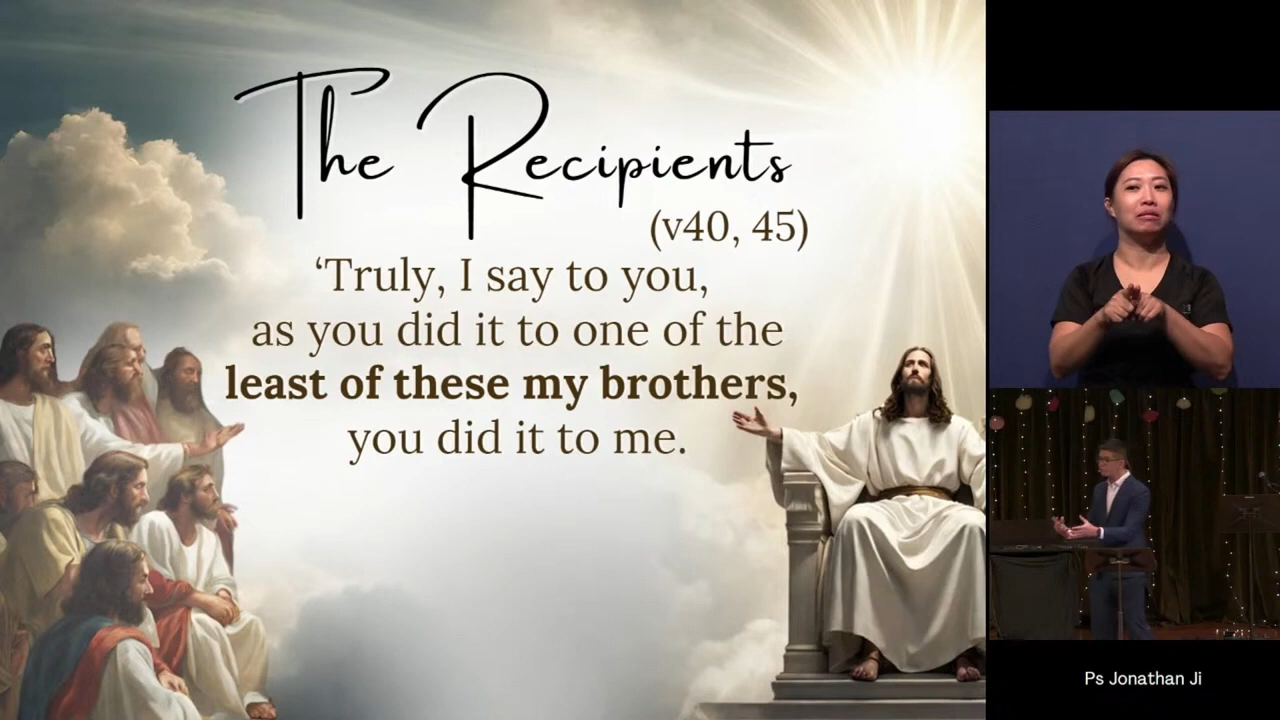 The Recipients
(v40, 45)
‘Truly, I say to you,
as you did it to one of the
least of these my brothers,
you did it to me.
Ps Jonathan Ji